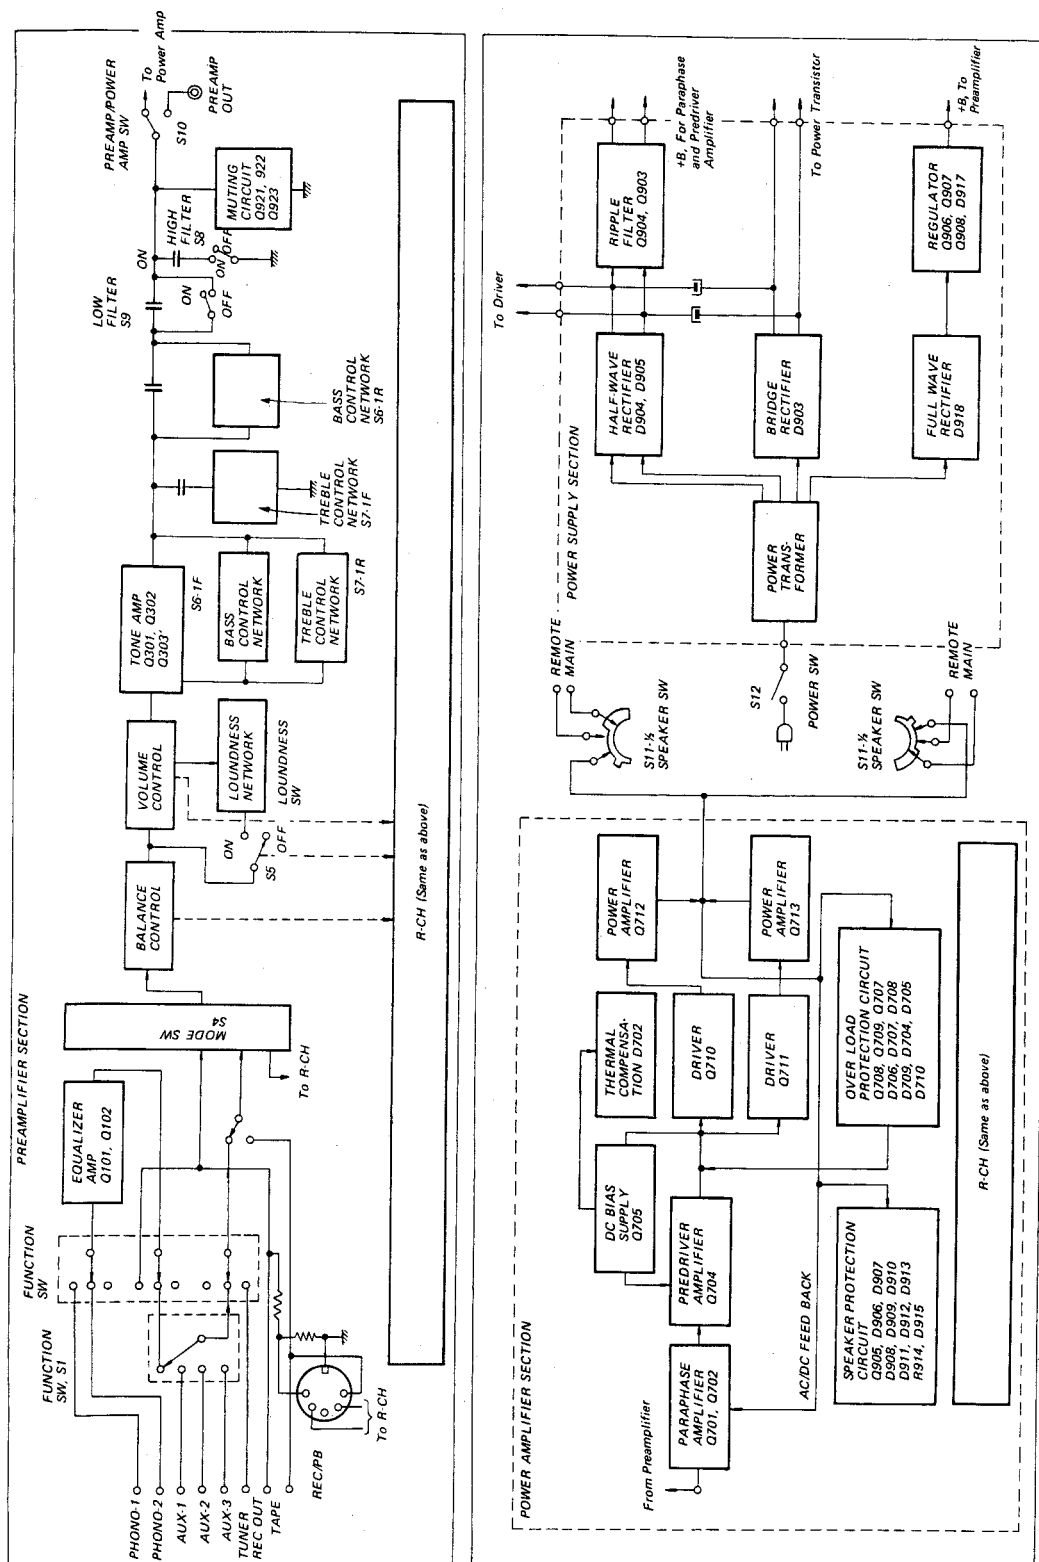 PREAMPLIFIER SECTION
PHONO-1
PHONO-2
AUX-1
AUX-2
AUX-3
TUNER
REC OUT
TAPE
REC/PB
To R-CH
FUNCTION
SW, S1
FUNCTION
SW
EQUALIZER
AMP
Q101, Q102
MODE SW
S4
To R-CH
BALANCE
CONTROL
VOLUME
CONTROL
ON
OFF
S5
LOUNDNESS
NETWORK
LOUNDNESS
SW
TONE AMP
Q301, Q302
Q303'
S6-1F
BASS
CONTROL
NETWORK
TREBLE
CONTROL
NETWORK
S7-1R
TREBLE
CONTROL
NETWORK
S7-1F
BASS
CONTROL
NETWORK
S6-1R
LOW
FILTER
S9
ON
OFF
ON
HIGH
FILTER
S8
ON
OFF
MUTING
CIRCUIT
Q921, 922
Q923
PREAMP/POWER
AMP SW
S10
To
Power Amp
PREAMP
OUT
R-CH (Same as above)
POWER AMPLIFIER SECTION
From Preamplifier
PARAPHASE
AMPLIFIER
Q701, Q702
PREDRIVER
AMPLIFIER
Q704
DC BIAS
SUPPLY
Q705
THERMAL
COMPENSA-
TION D702
DRIVER
Q710
DRIVER
Q711
POWER
AMPLIFIER
Q712
POWER
AMPLIFIER
Q713
AC/DC FEED BACK
SPEAKER PROTECTION
CIRCUIT
Q905, D906, D907
D908, D909, D910
D911, D912, D913
R914, D915
OVER LOAD
PROTECTION CIRCUIT
Q708, Q709, Q707
D706, D707, D708
D709, D704, D705
D710
R-CH (Same as above)
REMOTE
MAIN
S11-½
SPEAKER SW
S12
POWER SW
S11-½
SPEAKER SW
REMOTE
MAIN
POWER SUPPLY SECTION
POWER
TRANS-
FORMER
HALF-WAVE
RECTIFIER
D904, D905
BRIDGE
RECTIFIER
D903
FULL WAVE
RECTIFIER
D918
To Driver
RIPPLE
FILTER
Q904, Q903
REGULATOR
Q906, Q907
Q908, D917
+B, For Paraphase
and Predriver
Amplifier
To Power Transistor
+B, To
Preamplifier